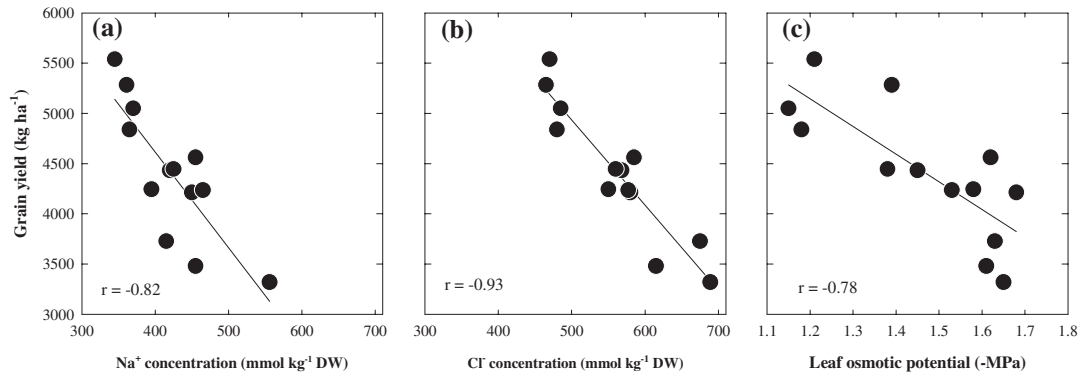 (a)
(b)
(c)
Grain yield (kg ha⁻¹)
6000
5500
5000
4500
4000
3500
3000
r = -0.82
r = -0.93
r = -0.78
300 400 500 600 700
300 400 500 600 700
1.1 1.2 1.3 1.4 1.5 1.6 1.7 1.8
Na⁺ concentration (mmol kg⁻¹ DW)
Cl⁻ concentration (mmol kg⁻¹ DW)
Leaf osmotic potential (-MPa)